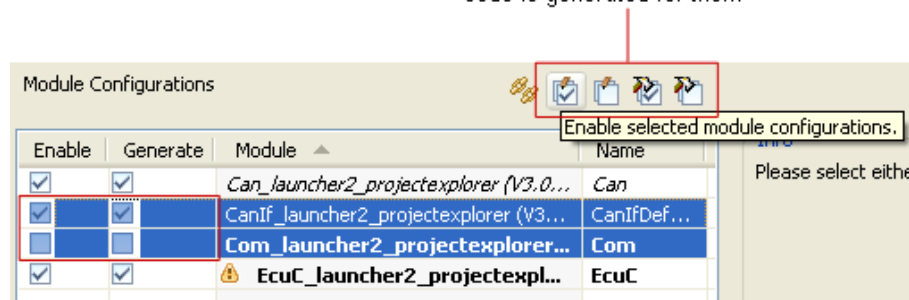 Module Configurations
Enable selected module configurations.
Enable Generate Module Name
Please select eithe
Can_launcher2_projectexplorer (V3.0... Can
CanIf_launcher2_projectexplorer (V3... CanIfDef...
Com_launcher2_projectexplorer... Com
EcuC_launcher2_projectexpl... EcuC